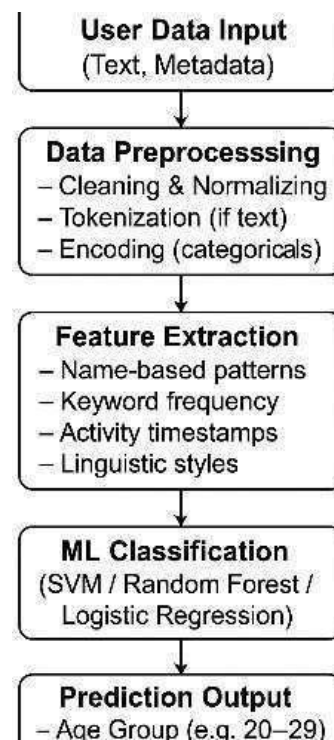 User Data Input
(Text, Metadata)
Data Preprocesssing
– Cleaning & Normalizing
– Tokenization (if text)
– Encoding (categoricals)
Feature Extraction
– Name-based patterns
– Keyword frequency
– Activity timestamps
– Linguistic styles
ML Classification
(SVM / Random Forest /
Logistic Regression)
Prediction Output
– Age Group (e.g. 20–29)